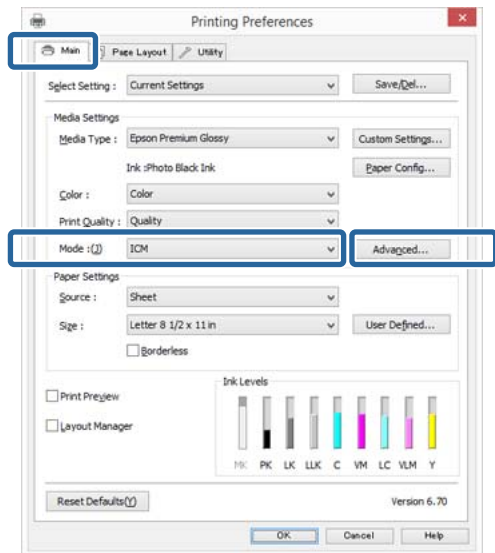 Printing Preferences
Main Page Layout Utility
Select Setting : Current Settings Save/Del...
Media Settings
Media Type : Epson Premium Glossy Custom Settings...
Ink :Photo Black Ink Paper Config...
Color : Color
Print Quality : Quality
Mode :(J) ICM Advanced...
Paper Settings
Source : Sheet
Size : Letter 8 1/2 x 11 in User Defined...
Borderless
Print Preview
Layout Manager
Ink Levels
MK PK LK LLK C VM LC VLM Y
Reset Defaults(Y) Version 6.70
OK Cancel Help